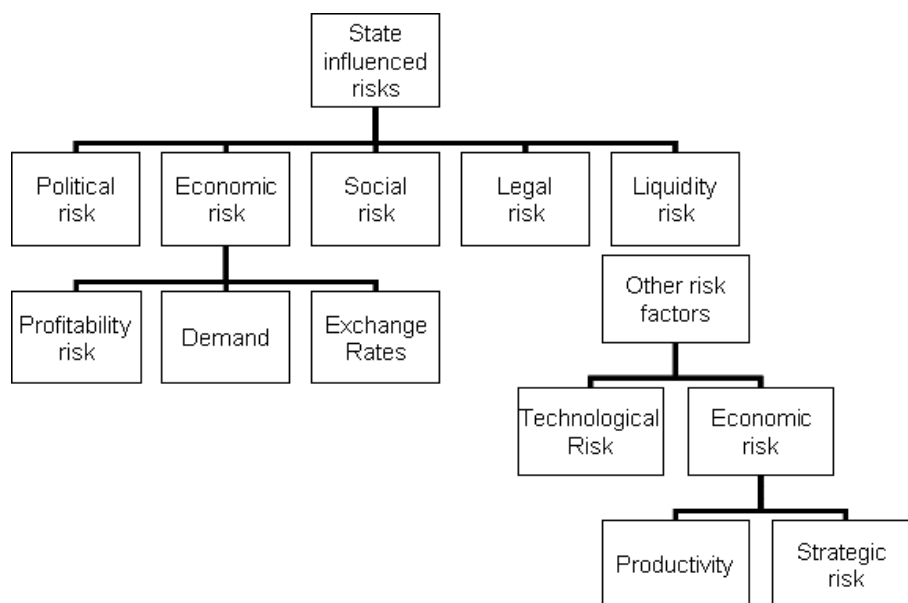 State
influenced
risks
Political
risk
Economic
risk
Social
risk
Legal
risk
Liquidity
risk
Profitability
risk
Demand
Exchange
Rates
Other risk
factors
Technological
Risk
Economic
risk
Productivity
Strategic
risk